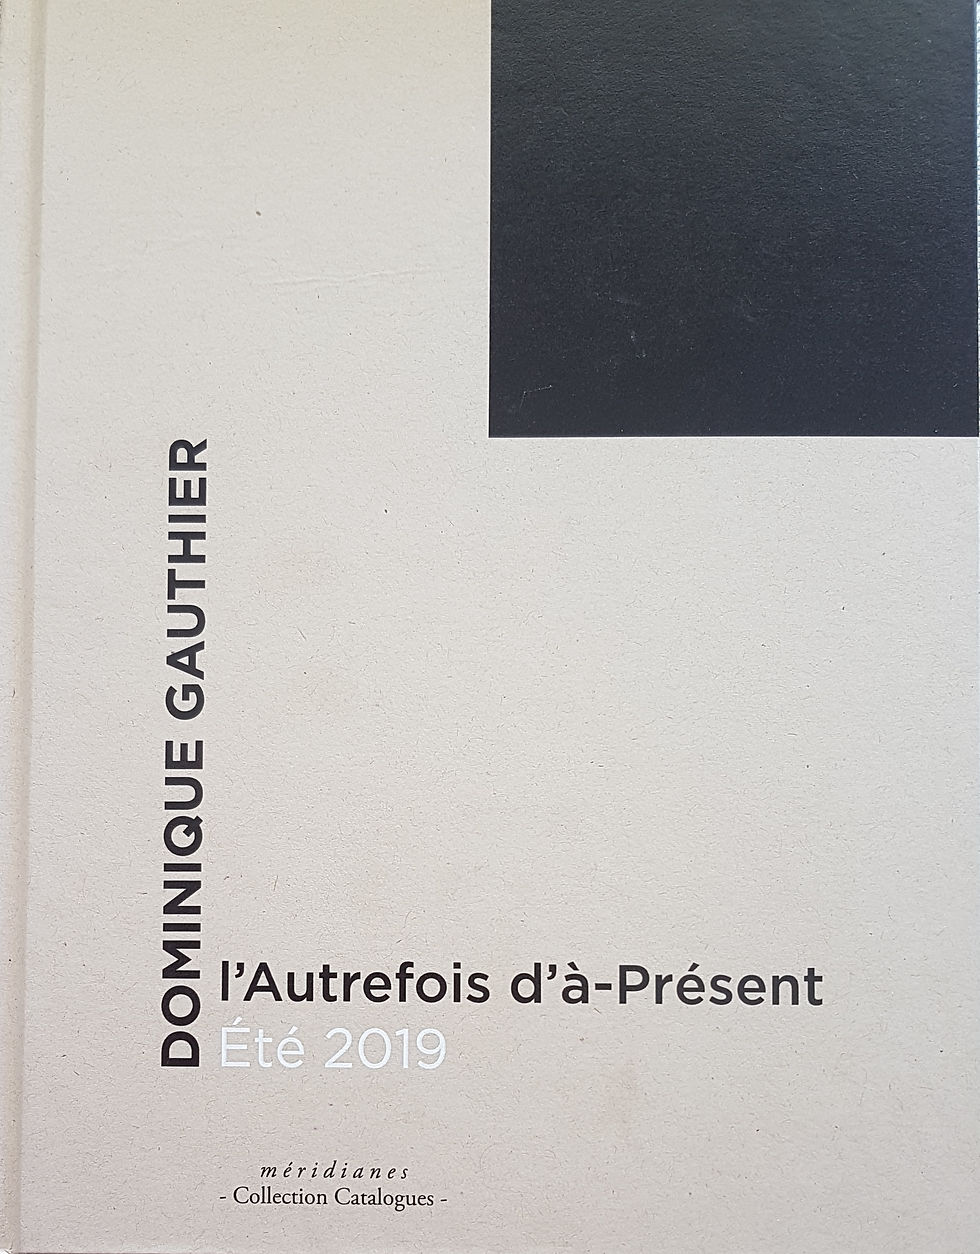 DOMINIQUE GAUTHIER
l’Autrefois d’à-Présent
Été 2019
méridianes
- Collection Catalogues -